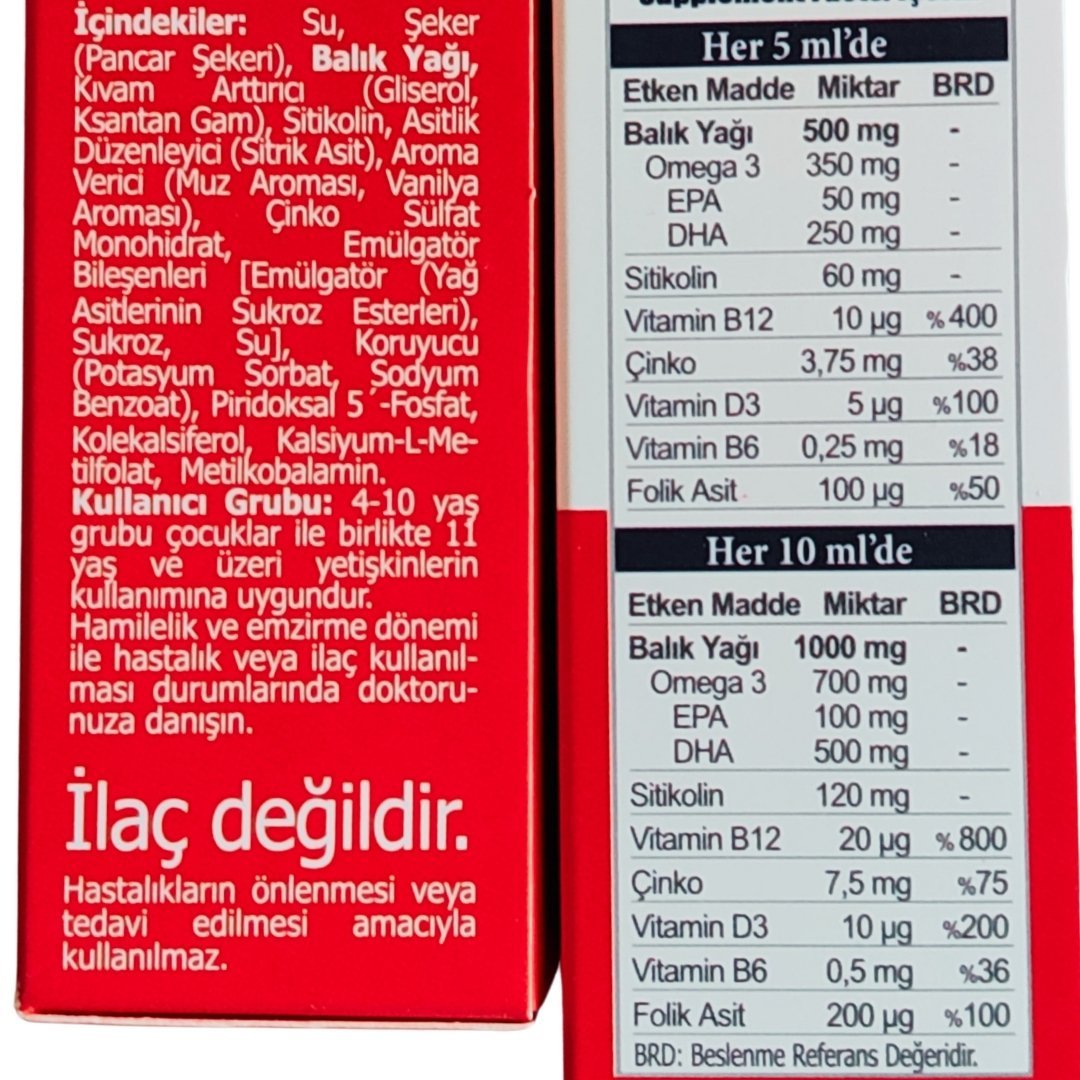 İçindekiler: Su, Şeker
(Pancar Şekeri), Balık Yağı,
Kıvam Arttırıcı (Gliserol,
Ksantan Gam), Sitikolin, Asitlik
Düzenleyici (Sitrik Asit), Aroma
Verici (Muz Aroması, Vanilya
Aroması), Çinko Sülfat
Monohidrat, Emülgatör
Bileşenleri [Emülgatör (Yağ
Asitlerinin Sukroz Esterleri),
Sukroz, Su], Koruyucu
(Potasyum Sorbat, Sodyum
Benzoat), Piridoksal 5´-Fosfat,
Kolekalsiferol, Kalsiyum-L-Me-
tilfolat, Metilkobalamin.
Kullanıcı Grubu: 4-10 yaş
grubu çocuklar ile birlikte 11
yaş ve üzeri yetişkinlerin
kullanımına uygundur.
Hamilelik ve emzirme dönemi
ile hastalık veya ilaç kullanıl-
ması durumlarında doktoru-
nuza danışın.
İlaç değildir.
Hastalıkların önlenmesi veya
tedavi edilmesi amacıyla
kullanılmaz.
Her 5 ml’de
Etken Madde Miktar BRD
Balık Yağı 500 mg -
Omega 3 350 mg -
EPA 50 mg -
DHA 250 mg -
Sitikolin 60 mg -
Vitamin B12 10 µg %400
Çinko 3,75 mg %38
Vitamin D3 5 µg %100
Vitamin B6 0,25 mg %18
Folik Asit 100 µg %50
Her 10 ml’de
Etken Madde Miktar BRD
Balık Yağı 1000 mg -
Omega 3 700 mg -
EPA 100 mg -
DHA 500 mg -
Sitikolin 120 mg -
Vitamin B12 20 µg %800
Çinko 7,5 mg %75
Vitamin D3 10 µg %200
Vitamin B6 0,5 mg %36
Folik Asit 200 µg %100
BRD: Beslenme Referans Değeridir.